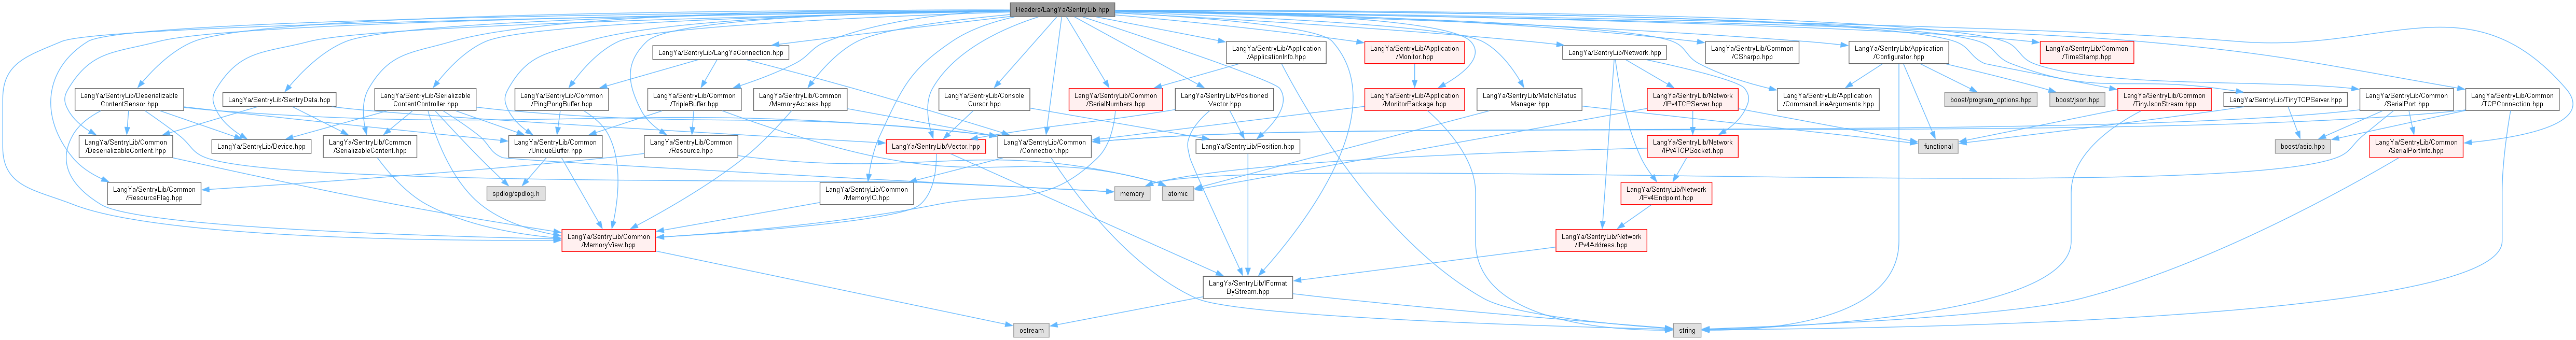 Headers/LangYa/SentryLib.hpp
LangYa/SentryLib/LangYaConnection.hpp
LangYa/SentryLib/Application
/ApplicationInfo.hpp
LangYa/SentryLib/Application
/Monitor.hpp
LangYa/SentryLib/Network.hpp
LangYa/SentryLib/Common
/CSharpp.hpp
LangYa/SentryLib/Application
/Configurator.hpp
LangYa/SentryLib/Common
/TimeStamp.hpp
LangYa/SentryLib/Deserializable
ContentSensor.hpp
LangYa/SentryLib/SentryData.hpp
LangYa/SentryLib/Serializable
ContentController.hpp
LangYa/SentryLib/Common
/PingPongBuffer.hpp
LangYa/SentryLib/Common
/TripleBuffer.hpp
LangYa/SentryLib/Common
/MemoryAccess.hpp
LangYa/SentryLib/Console
Cursor.hpp
LangYa/SentryLib/Common
/SerialNumbers.hpp
LangYa/SentryLib/Positioned
Vector.hpp
LangYa/SentryLib/Application
/MonitorPackage.hpp
LangYa/SentryLib/MatchStatus
Manager.hpp
LangYa/SentryLib/Network
/IPv4TCPServer.hpp
LangYa/SentryLib/Application
/CommandLineArguments.hpp
boost/program_options.hpp
boost/json.hpp
LangYa/SentryLib/Common
/TinyJsonStream.hpp
LangYa/SentryLib/TinyTCPServer.hpp
LangYa/SentryLib/Common
/SerialPort.hpp
LangYa/SentryLib/Common
/TCPConnection.hpp
LangYa/SentryLib/Common
/DeserializableContent.hpp
LangYa/SentryLib/Device.hpp
LangYa/SentryLib/Common
/SerializableContent.hpp
LangYa/SentryLib/Common
/UniqueBuffer.hpp
LangYa/SentryLib/Common
/Resource.hpp
LangYa/SentryLib/Vector.hpp
LangYa/SentryLib/Common
/Connection.hpp
LangYa/SentryLib/Position.hpp
LangYa/SentryLib/Network
/IPv4TCPSocket.hpp
functional
boost/asio.hpp
LangYa/SentryLib/Common
/SerialPortInfo.hpp
LangYa/SentryLib/Common
/ResourceFlag.hpp
spdlog/spdlog.h
LangYa/SentryLib/Common
/MemoryIO.hpp
memory
atomic
LangYa/SentryLib/Network
/IPv4Endpoint.hpp
LangYa/SentryLib/Common
/MemoryView.hpp
LangYa/SentryLib/Network
/IPv4Address.hpp
LangYa/SentryLib/IFormat
ByStream.hpp
ostream
string